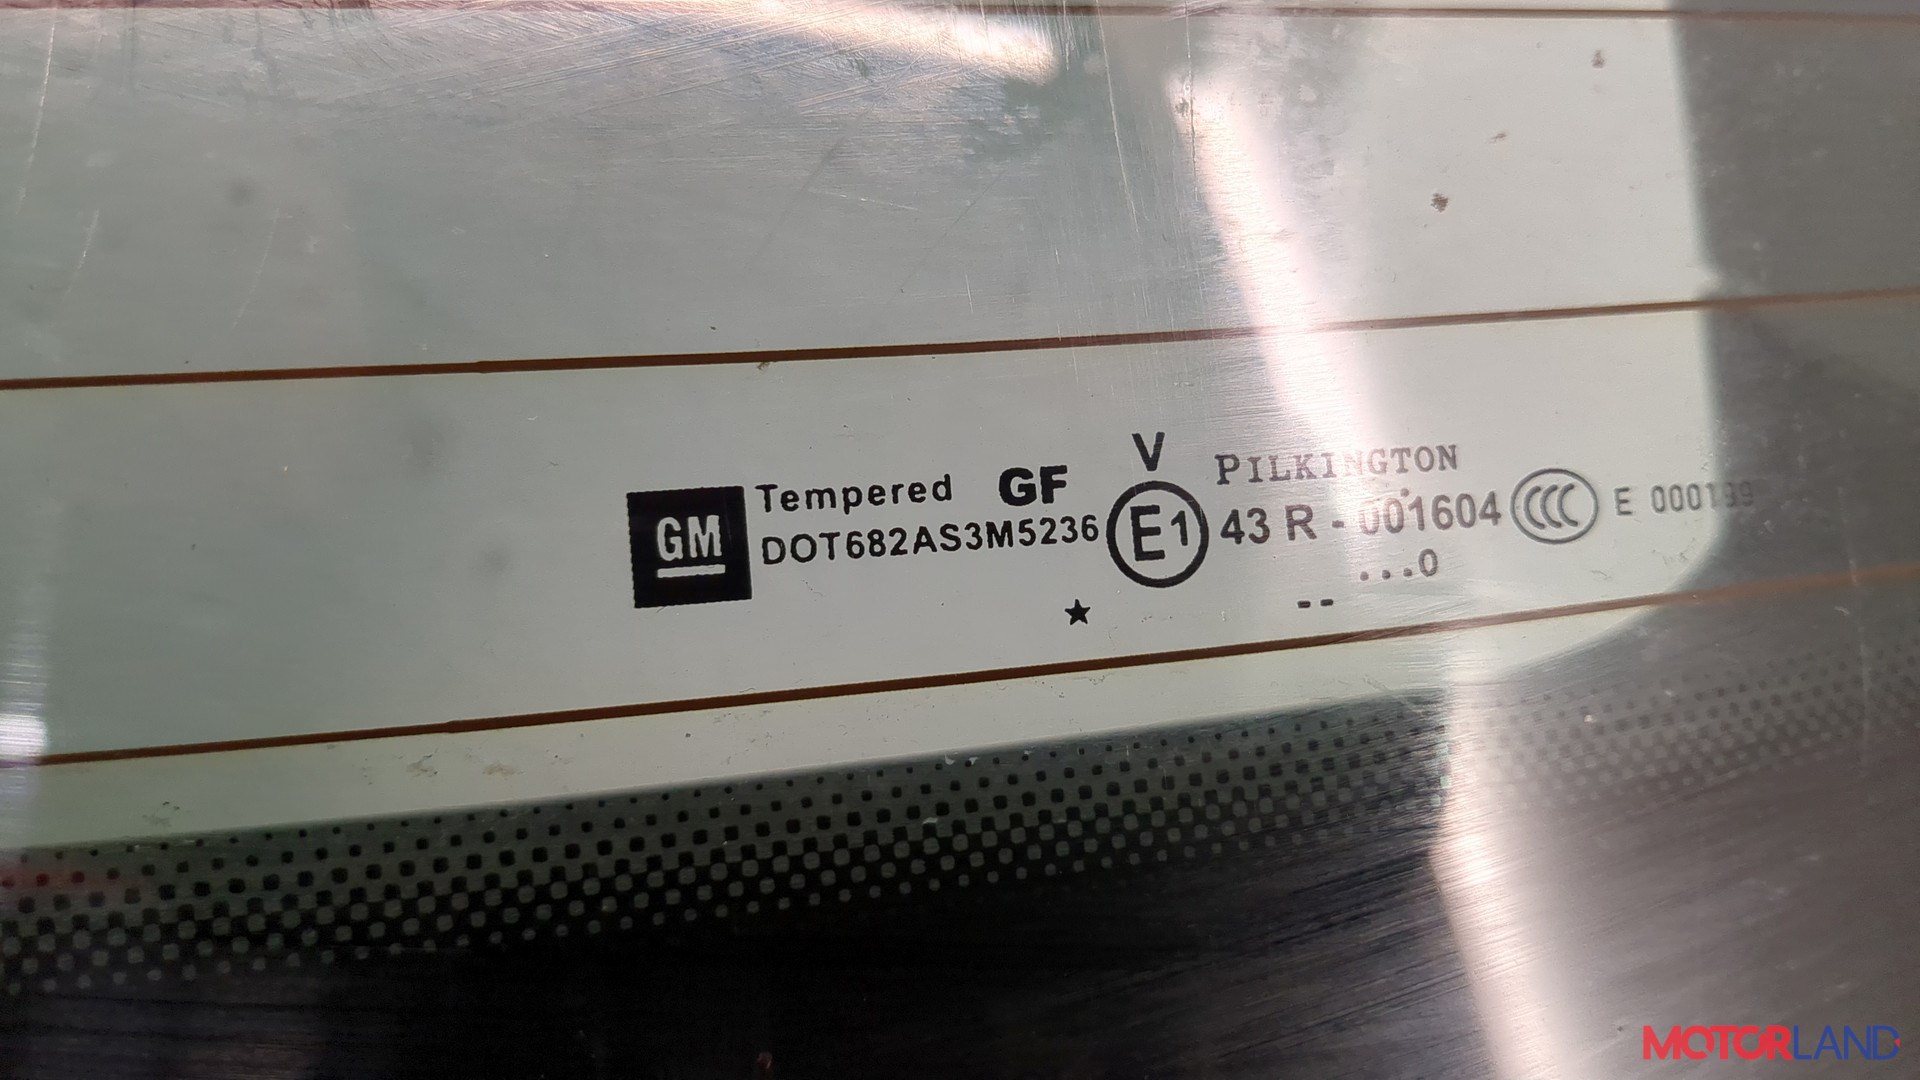 V
Tempered GF PILKINGTON
GM DOT682AS3M5236 E1 43 R - 001604 CCC E 000199
...0
★ --
MOTORLAND